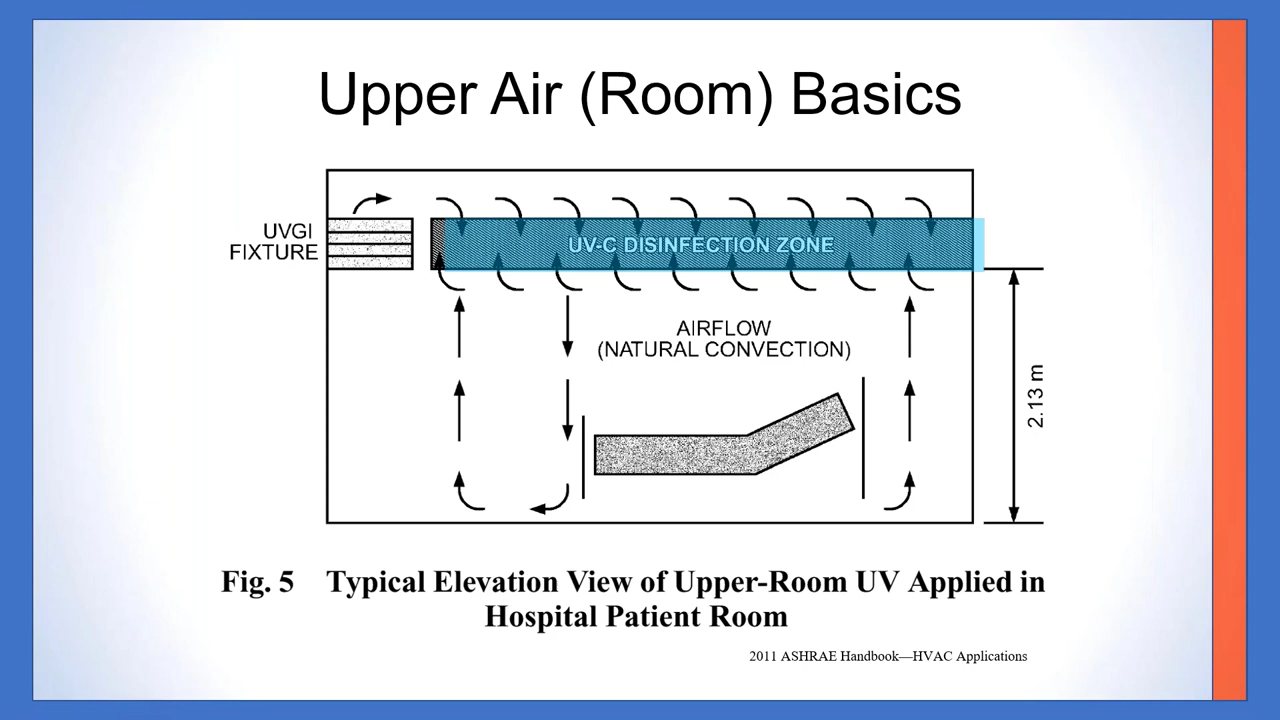 Upper Air (Room) Basics
UVGI
FIXTURE
UV-C DISINFECTION ZONE
AIRFLOW
(NATURAL CONVECTION)
2.13 m
Fig. 5 Typical Elevation View of Upper-Room UV Applied in
Hospital Patient Room
2011 ASHRAE Handbook—HVAC Applications